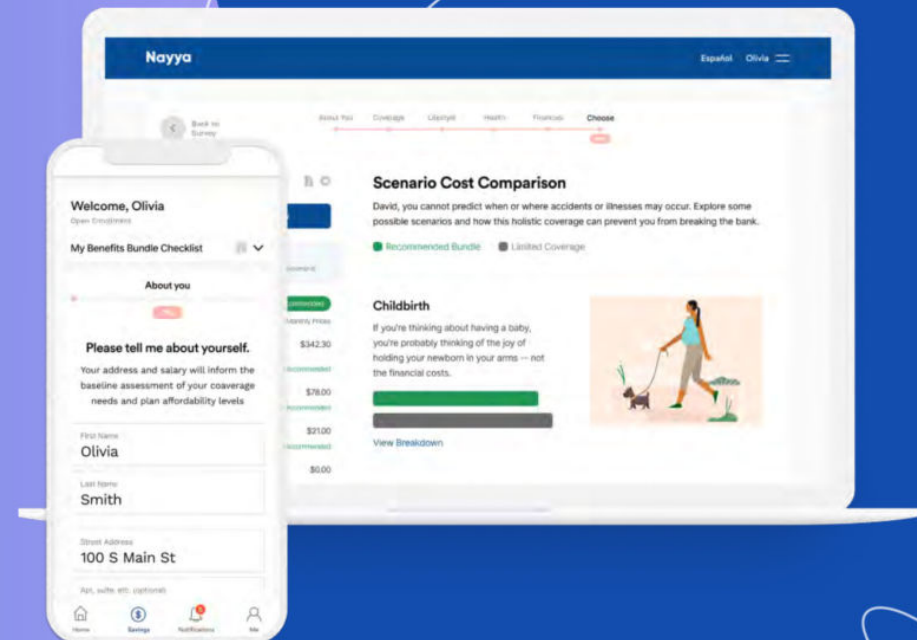 Nayya
Español Olivia
Back to
Survey
About You Coverage Lifestyle Health Finances Choose
Scenario Cost Comparison
David, you cannot predict when or where accidents or illnesses may occur. Explore some
possible scenarios and how this holistic coverage can prevent you from breaking the bank.
Recommended Bundle Limited Coverage
Childbirth
If you're thinking about having a baby,
you're probably thinking of the joy of
holding your newborn in your arms — not
the financial costs.
View Breakdown
Monthly Prices
$342.30
$78.00
$21.00
$0.00
Welcome, Olivia
Open Enrollment
My Benefits Bundle Checklist
About you
Please tell me about yourself.
Your address and salary will inform the
baseline assessment of your coaverage
needs and plan affordability levels
First Name
Olivia
Last Name
Smith
Street Address
100 S Main St
Apt, suite, etc. (optional)
Home Savings Notifications Me